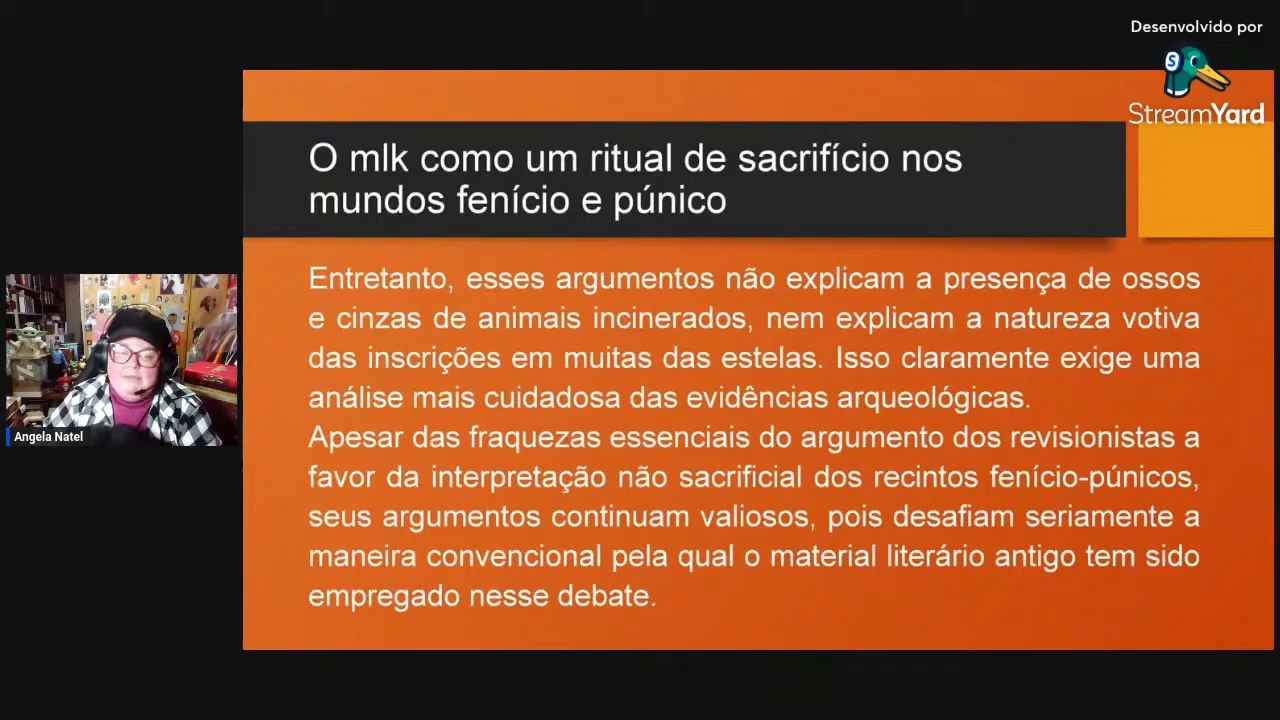 Desenvolvido por
StreamYard
O mlk como um ritual de sacrifício nos
mundos fenício e púnico
Entretanto, esses argumentos não explicam a presença de ossos
e cinzas de animais incinerados, nem explicam a natureza votiva
das inscrições em muitas das estelas. Isso claramente exige uma
análise mais cuidadosa das evidências arqueológicas.
Apesar das fraquezas essenciais do argumento dos revisionistas a
favor da interpretação não sacrificial dos recintos fenício-púnicos,
seus argumentos continuam valiosos, pois desafiam seriamente a
maneira convencional pela qual o material literário antigo tem sido
empregado nesse debate.
Angela Natel